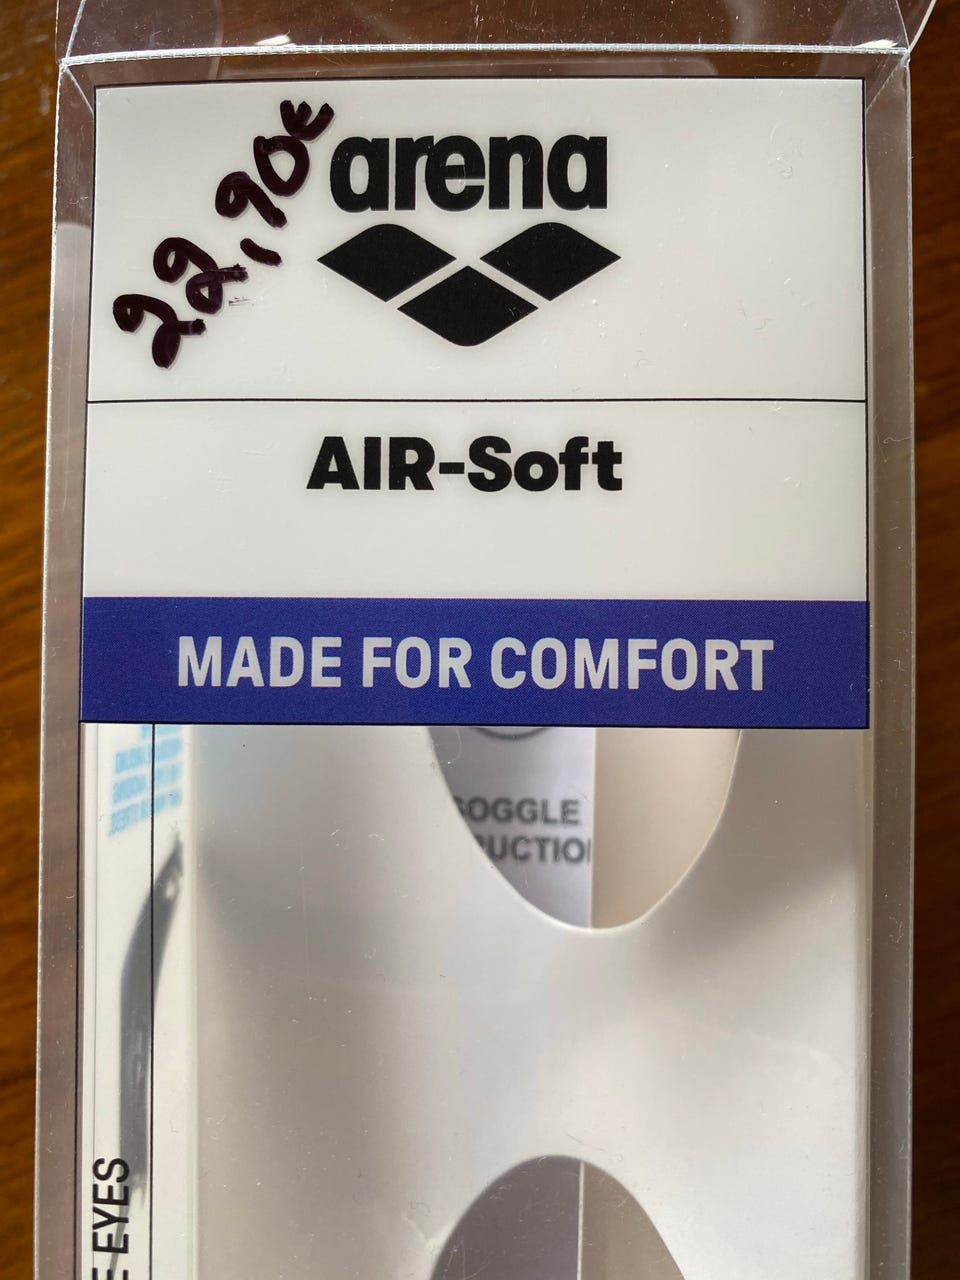 22,90€
arena
AIR-Soft
MADE FOR COMFORT
OGGLE
UCTIO
EYES